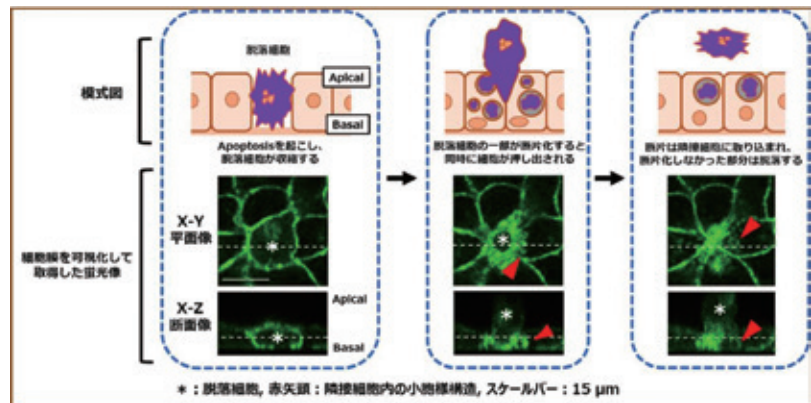 模式図
脱落細胞
Apical
Basal
Apoptosisを起こし、
脱落細胞が収縮する
脱落細胞の一部が断片化すると
同時に細胞が押し出される
断片は隣接細胞に取り込まれ、
断片化しなかった部分は脱落する
細胞膜を可視化して
取得した蛍光像
X-Y
平面像
*
*
X-Z
断面像
Apical
Basal
*
*
*
* : 脱落細胞, 赤矢頭 : 隣接細胞内の小胞様構造, スケールバー : 15 μm